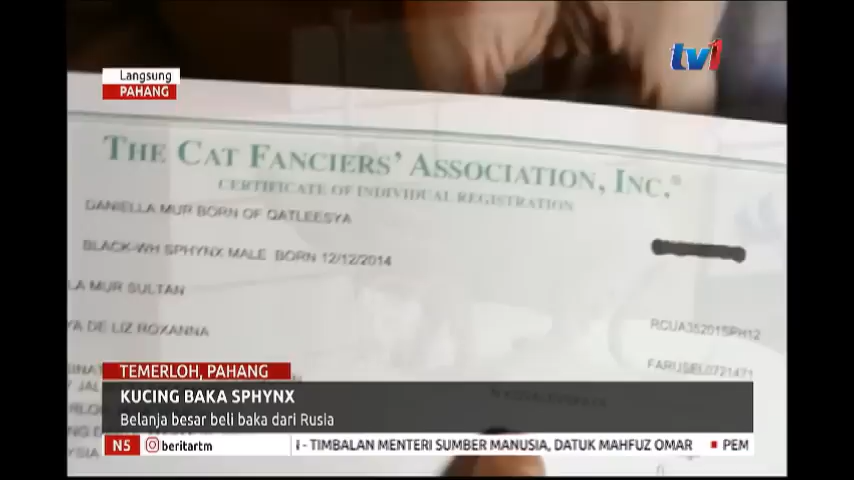 tv1
Langsung
PAHANG
THE CAT FANCIERS' ASSOCIATION, INC.®
CERTIFICATE OF INDIVIDUAL REGISTRATION
DANIELLA MUR BORN OF QATLEESYA
BLACK-WH SPHYNX MALE BORN 12/12/2014
LA MUR SULTAN
YA DE LIZ ROXANNA
RCUA35201SPH12
FARUSEL0721471
TEMERLOH, PAHANG
KUCING BAKA SPHYNX
Belanja besar beli baka dari Rusia
N5 beritartm - TIMBALAN MENTERI SUMBER MANUSIA, DATUK MAHFUZ OMAR PEM